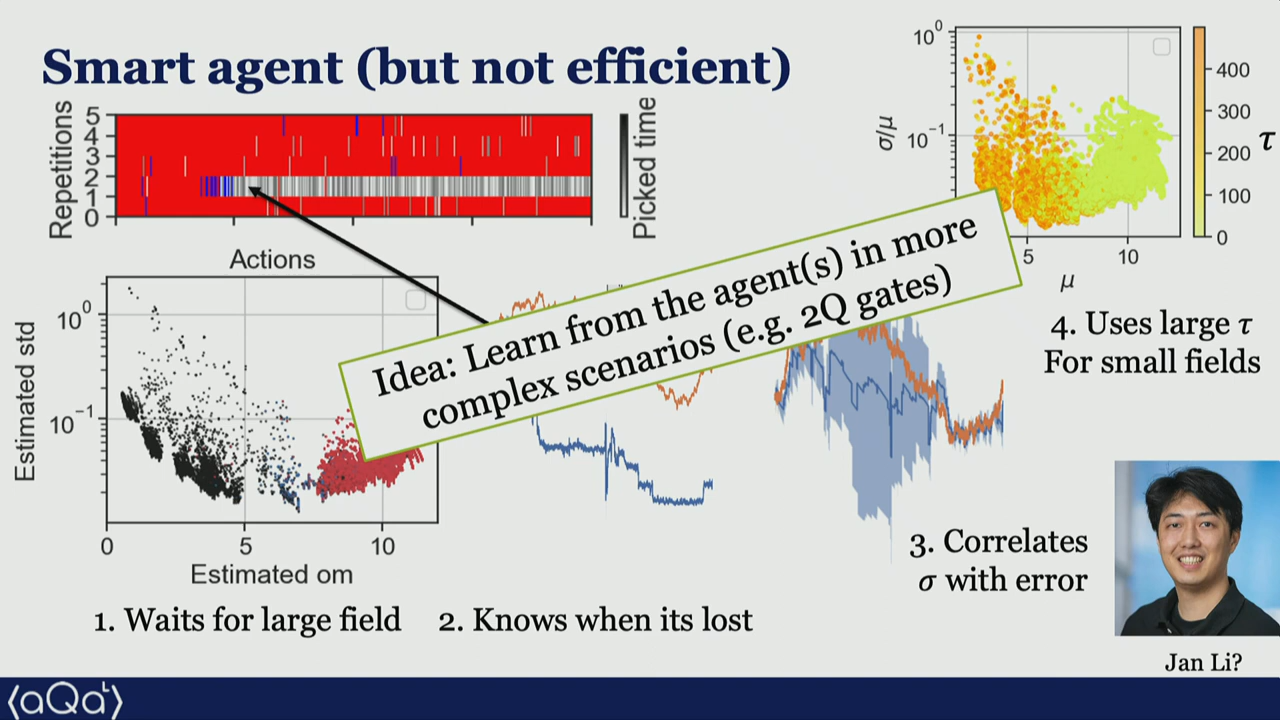 Smart agent (but not efficient)
Repetitions
5
4
3
2
1
0
Picked time
Actions
Estimated std
10⁰
10⁻¹
0
5
10
Estimated om
1. Waits for large field
2. Knows when its lost
Idea: Learn from the agent(s) in more
complex scenarios (e.g. 2Q gates)
σ/μ
10⁰
10⁻¹
5
10
μ
400
300
200
100
0
τ
4. Uses large τ
For small fields
3. Correlates
σ with error
Jan Li?
⟨aQaᴸ⟩